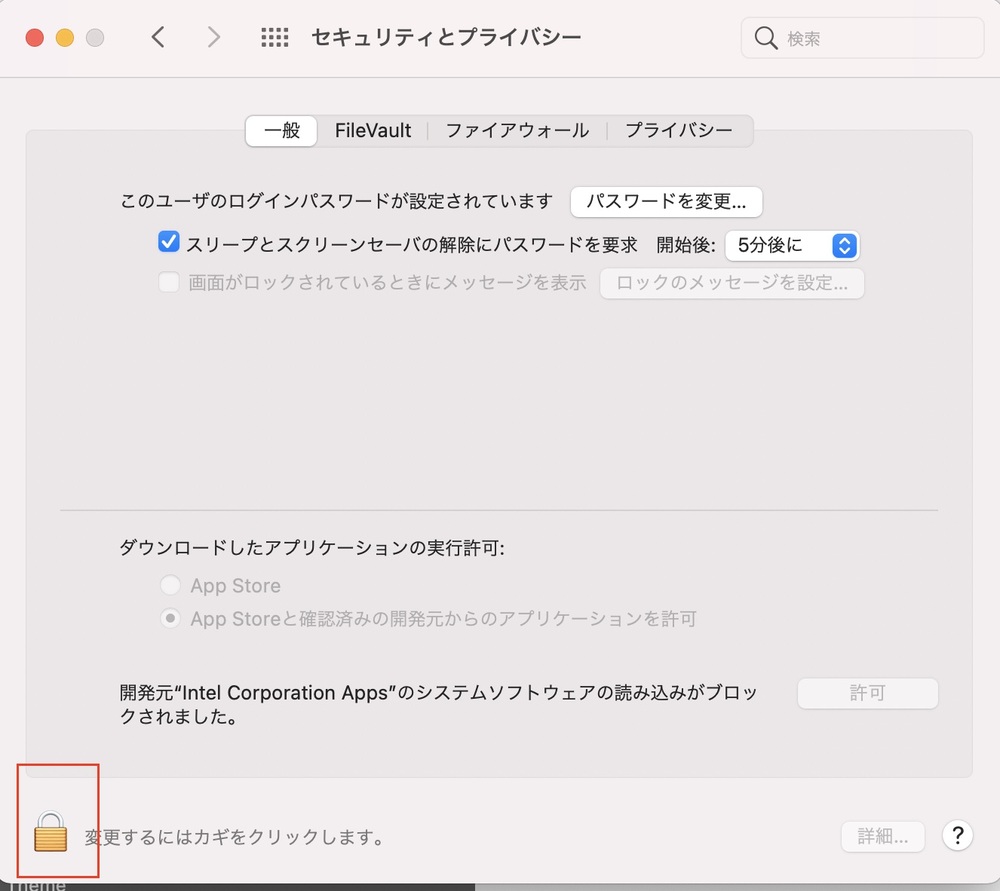 セキュリティとプライバシー
検索
一般
FileVault
ファイアウォール
プライバシー
このユーザのログインパスワードが設定されています
パスワードを変更...
スリープとスクリーンセーバの解除にパスワードを要求
開始後:
5分後に
画面がロックされているときにメッセージを表示
ロックのメッセージを設定...
ダウンロードしたアプリケーションの実行許可:
App Store
App Storeと確認済みの開発元からのアプリケーションを許可
開発元“Intel Corporation Apps”のシステムソフトウェアの読み込みがブロッ
クされました。
許可
変更するにはカギをクリックします。
詳細...
?
Theme